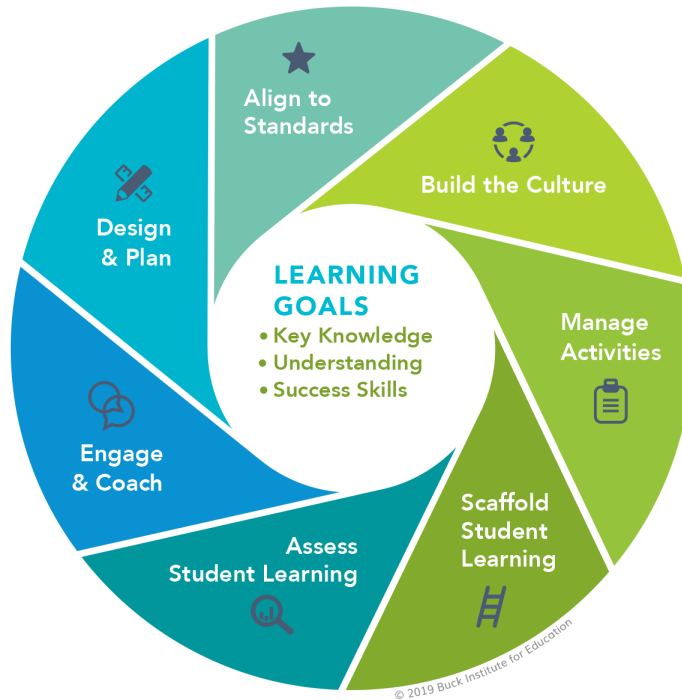 Align to
Standards
Build the Culture
Manage
Activities
Scaffold
Student
Learning
Assess
Student Learning
Engage
& Coach
Design
& Plan
LEARNING
GOALS
• Key Knowledge
• Understanding
• Success Skills
© 2019 Buck Institute for Education